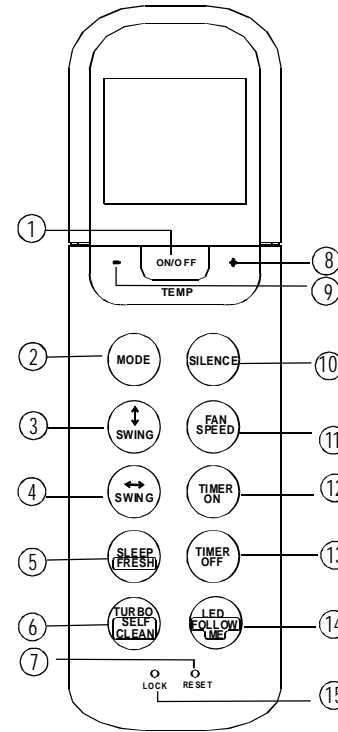 1
ON/OFF
8
- +
9
TEMP
2
MODE
SILENCE
10
3
SWING
FAN
SPEED
11
4
SWING
TIMER
ON
12
5
SLEEP
FRESH
TIMER
OFF
13
6
TURBO
SELF
CLEAN
LED
FOLLOW
ME
14
7
LOCK
RESET
15